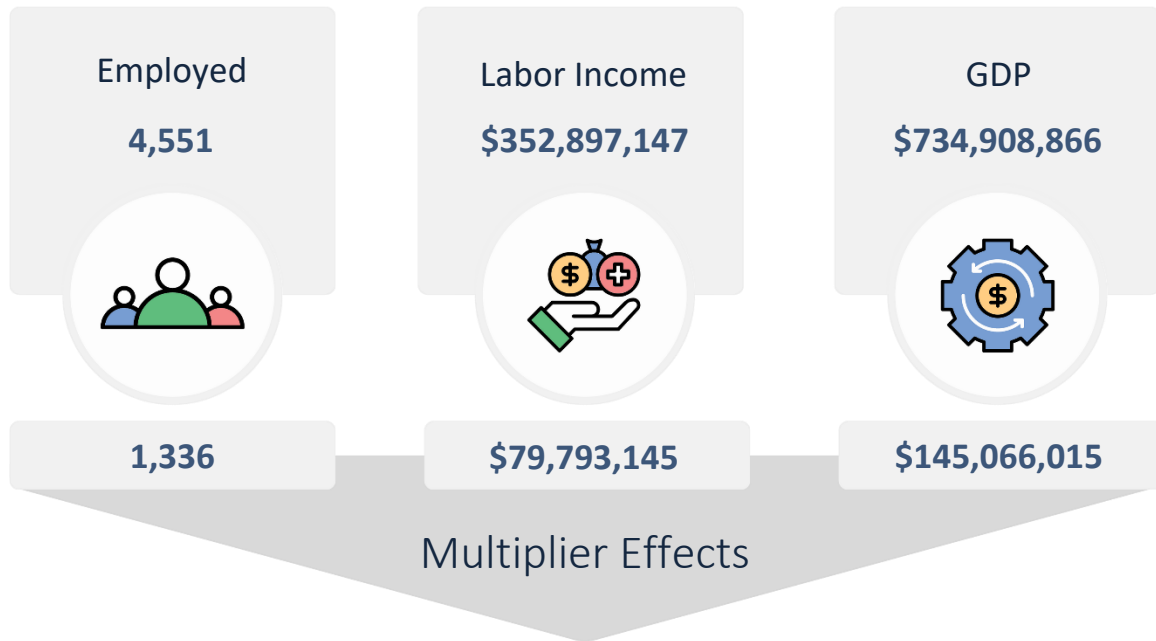 Employed
4,551
Labor Income
$352,897,147
GDP
$734,908,866
$
$
1,336
$79,793,145
$145,066,015
Multiplier Effects